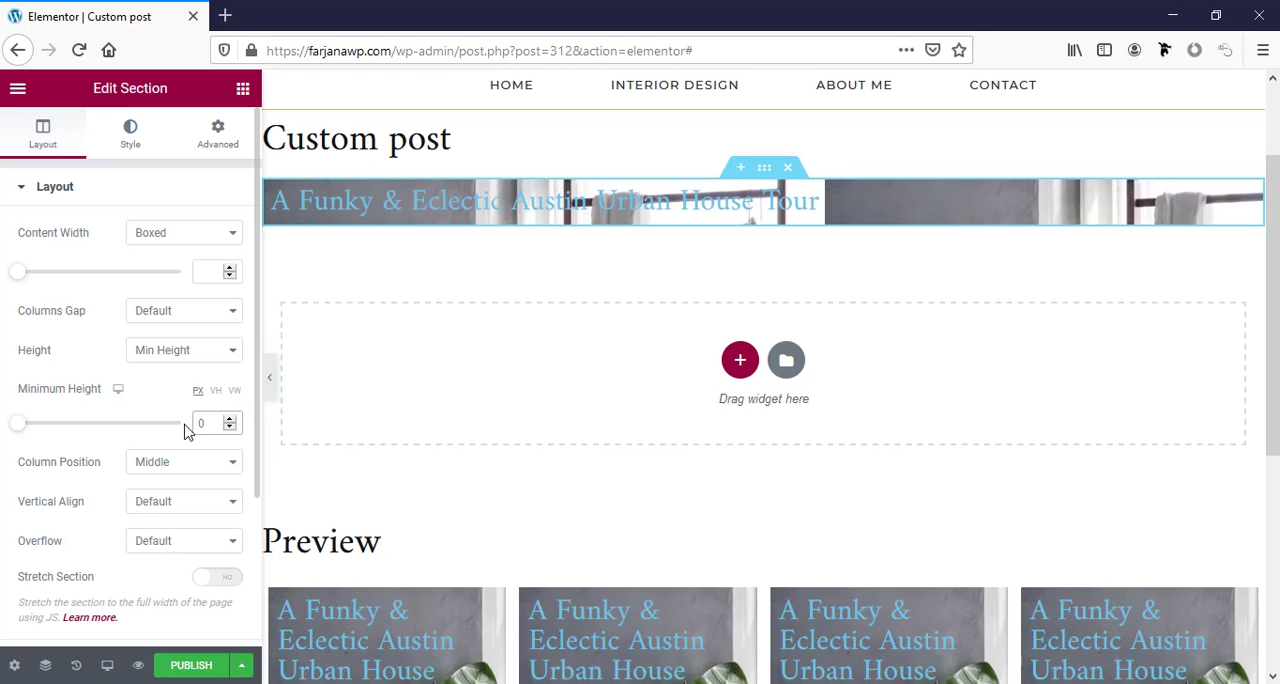 Elementor | Custom post
https://farjanawp.com/wp-admin/post.php?post=312&action=elementor#
Edit Section
HOME
INTERIOR DESIGN
ABOUT ME
CONTACT
Layout
Style
Advanced
Custom post
Layout
A Funky & Eclectic Austin Urban House Tour
Content Width
Boxed
Columns Gap
Default
Height
Min Height
Minimum Height
PX
VH
VW
0
Drag widget here
Column Position
Middle
Vertical Align
Default
Overflow
Default
Preview
Stretch Section
NO
Stretch the section to the full width of the page
using JS. Learn more.
A Funky &
Eclectic Austin
Urban House
A Funky &
Eclectic Austin
Urban House
A Funky &
Eclectic Austin
Urban House
A Funky &
Eclectic Austin
Urban House
PUBLISH